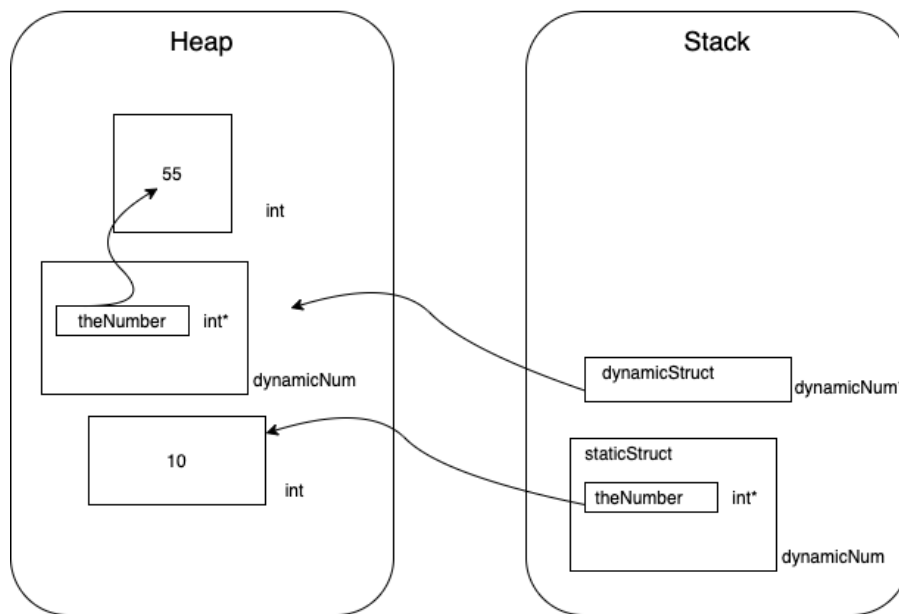 Heap
55
int
theNumber
int*
dynamicNum
10
int
Stack
dynamicStruct
dynamicNum*
staticStruct
theNumber
int*
dynamicNum